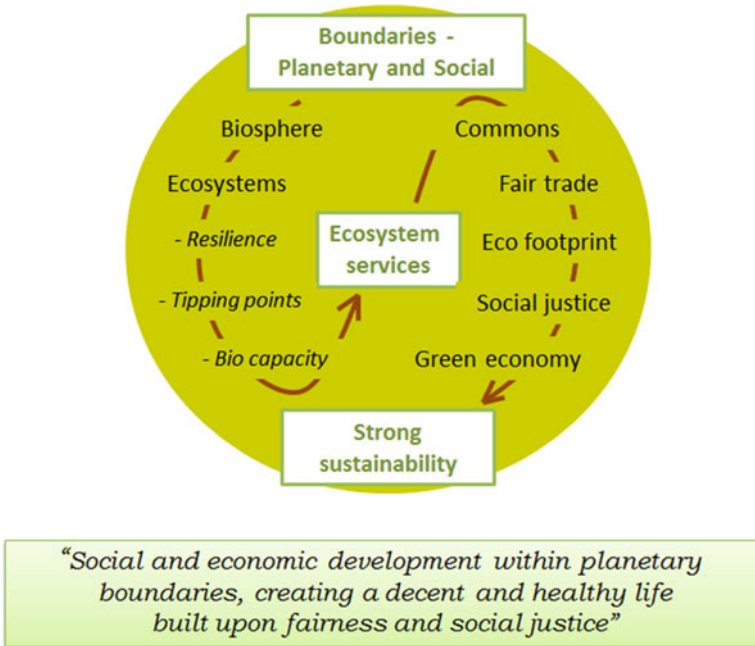 Boundaries -
Planetary and Social
Biosphere
Ecosystems
- Resilience
- Tipping points
- Bio capacity
Ecosystem
services
Commons
Fair trade
Eco footprint
Social justice
Green economy
Strong
sustainability
“Social and economic development within planetary
boundaries, creating a decent and healthy life
built upon fairness and social justice”